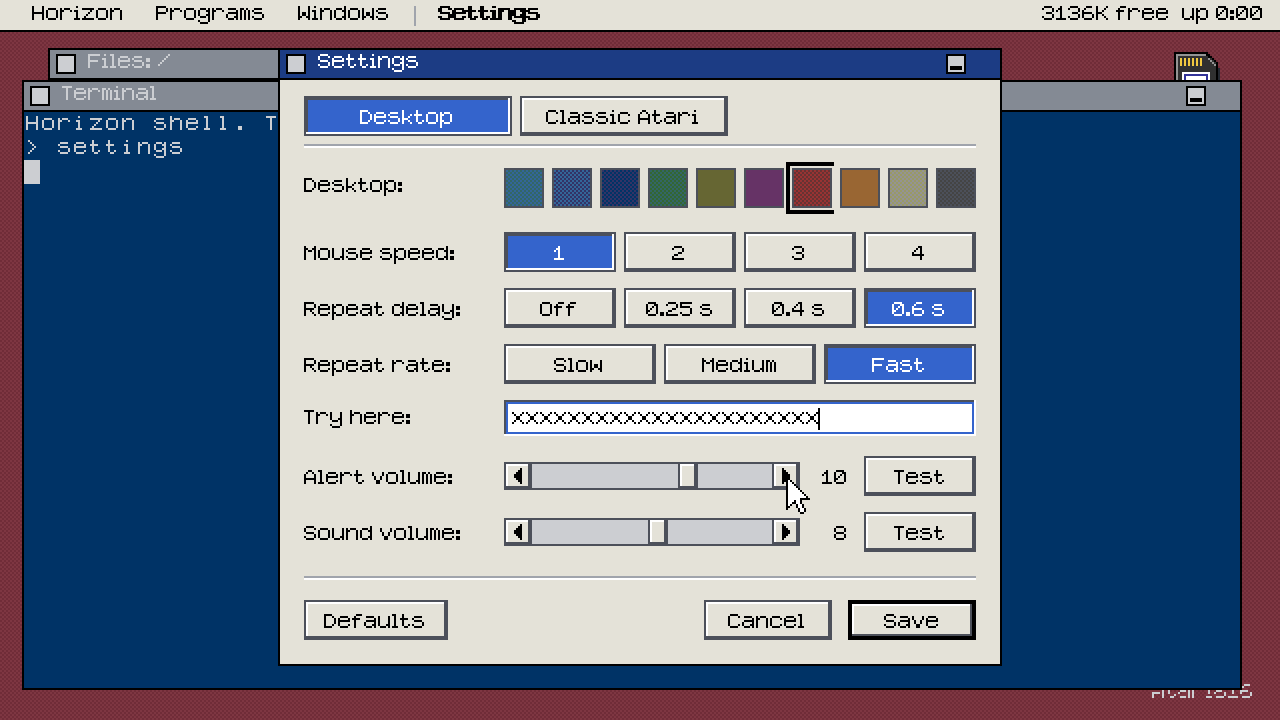 Horizon Programs Windows | Settings 3136K free up 0:00
Files: /
Settings
Terminal
Desktop Classic Atari
Horizon shell. T
> settings
Desktop:
Mouse speed: 1 2 3 4
Repeat delay: Off 0.25 s 0.4 s 0.6 s
Repeat rate: Slow Medium Fast
Try here: xxxxxxxxxxxxxxxxxxxxxx
Alert volume: 10 Test
Sound volume: 8 Test
Defaults Cancel Save